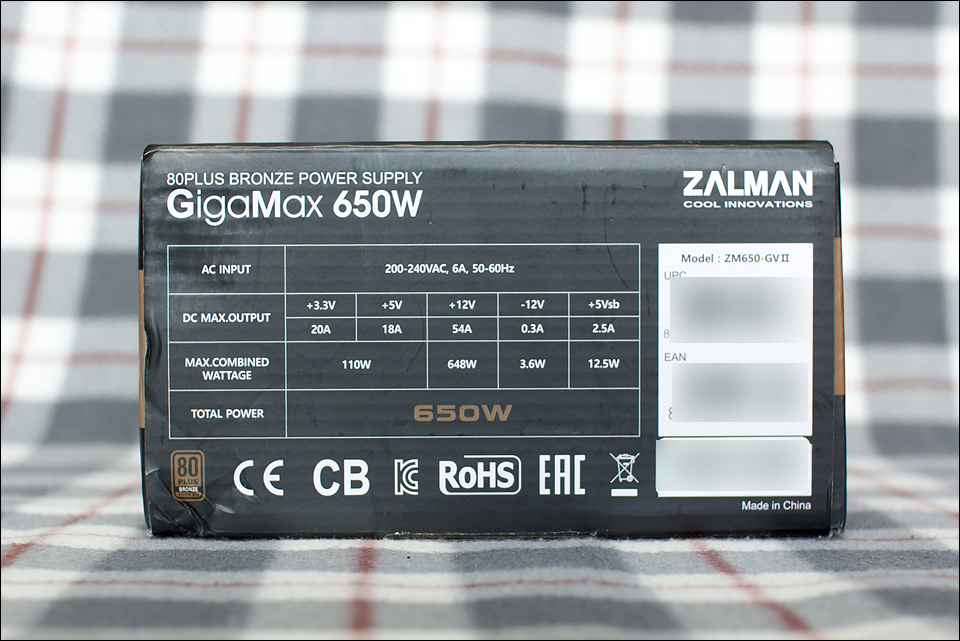 80PLUS BRONZE POWER SUPPLY
GigaMax 650W
ZALMAN
COOL INNOVATIONS
AC INPUT 200-240VAC, 6A, 50-60Hz
DC MAX.OUTPUT +3.3V +5V +12V -12V +5Vsb
20A 18A 54A 0.3A 2.5A
MAX.COMBINED WATTAGE 110W 648W 3.6W 12.5W
TOTAL POWER 650W
Model : ZM650-GVII
UPC
8
EAN
8
80
PLUS
BRONZE
CE CB KC RoHS EAC
Made in China